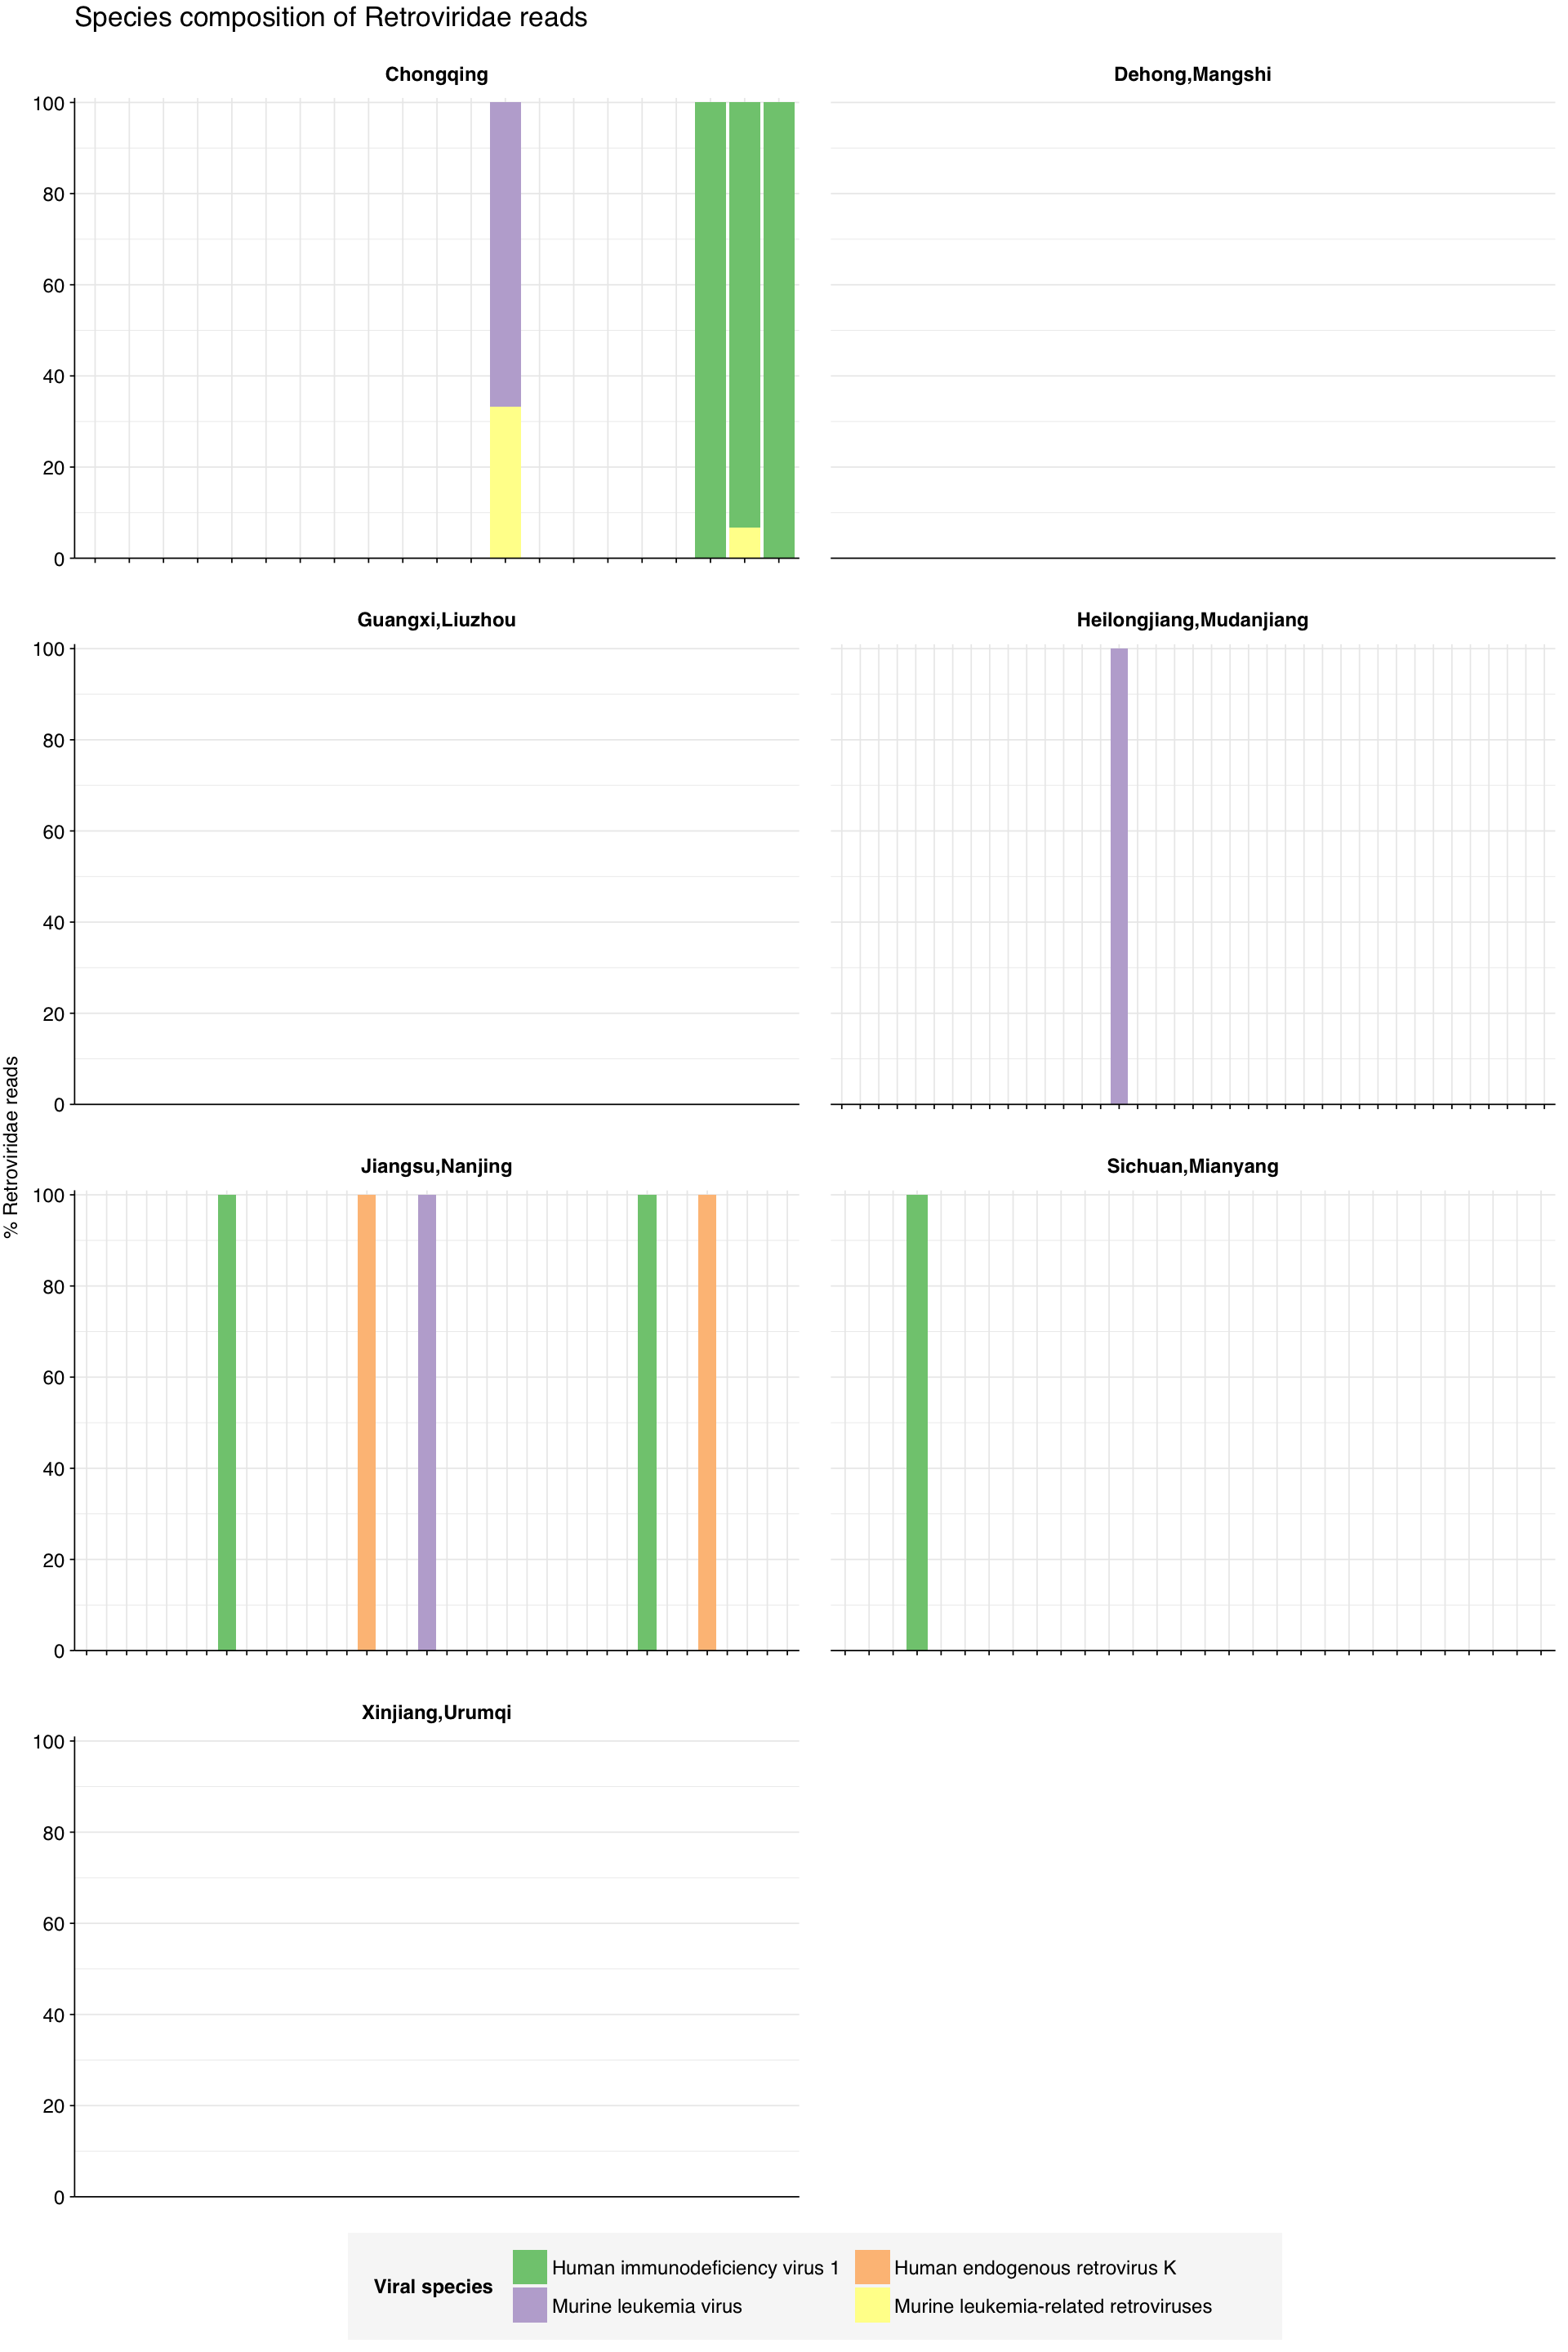 Species composition of Retroviridae reads
Chongqing
Dehong,Mangshi
100
80
60
40
20
0
Guangxi,Liuzhou
Heilongjiang,Mudanjiang
100
80
60
40
20
0
% Retroviridae reads
Jiangsu,Nanjing
Sichuan,Mianyang
100
80
60
40
20
0
Xinjiang,Urumqi
100
80
60
40
20
0
Viral species
Human immunodeficiency virus 1
Human endogenous retrovirus K
Murine leukemia virus
Murine leukemia-related retroviruses